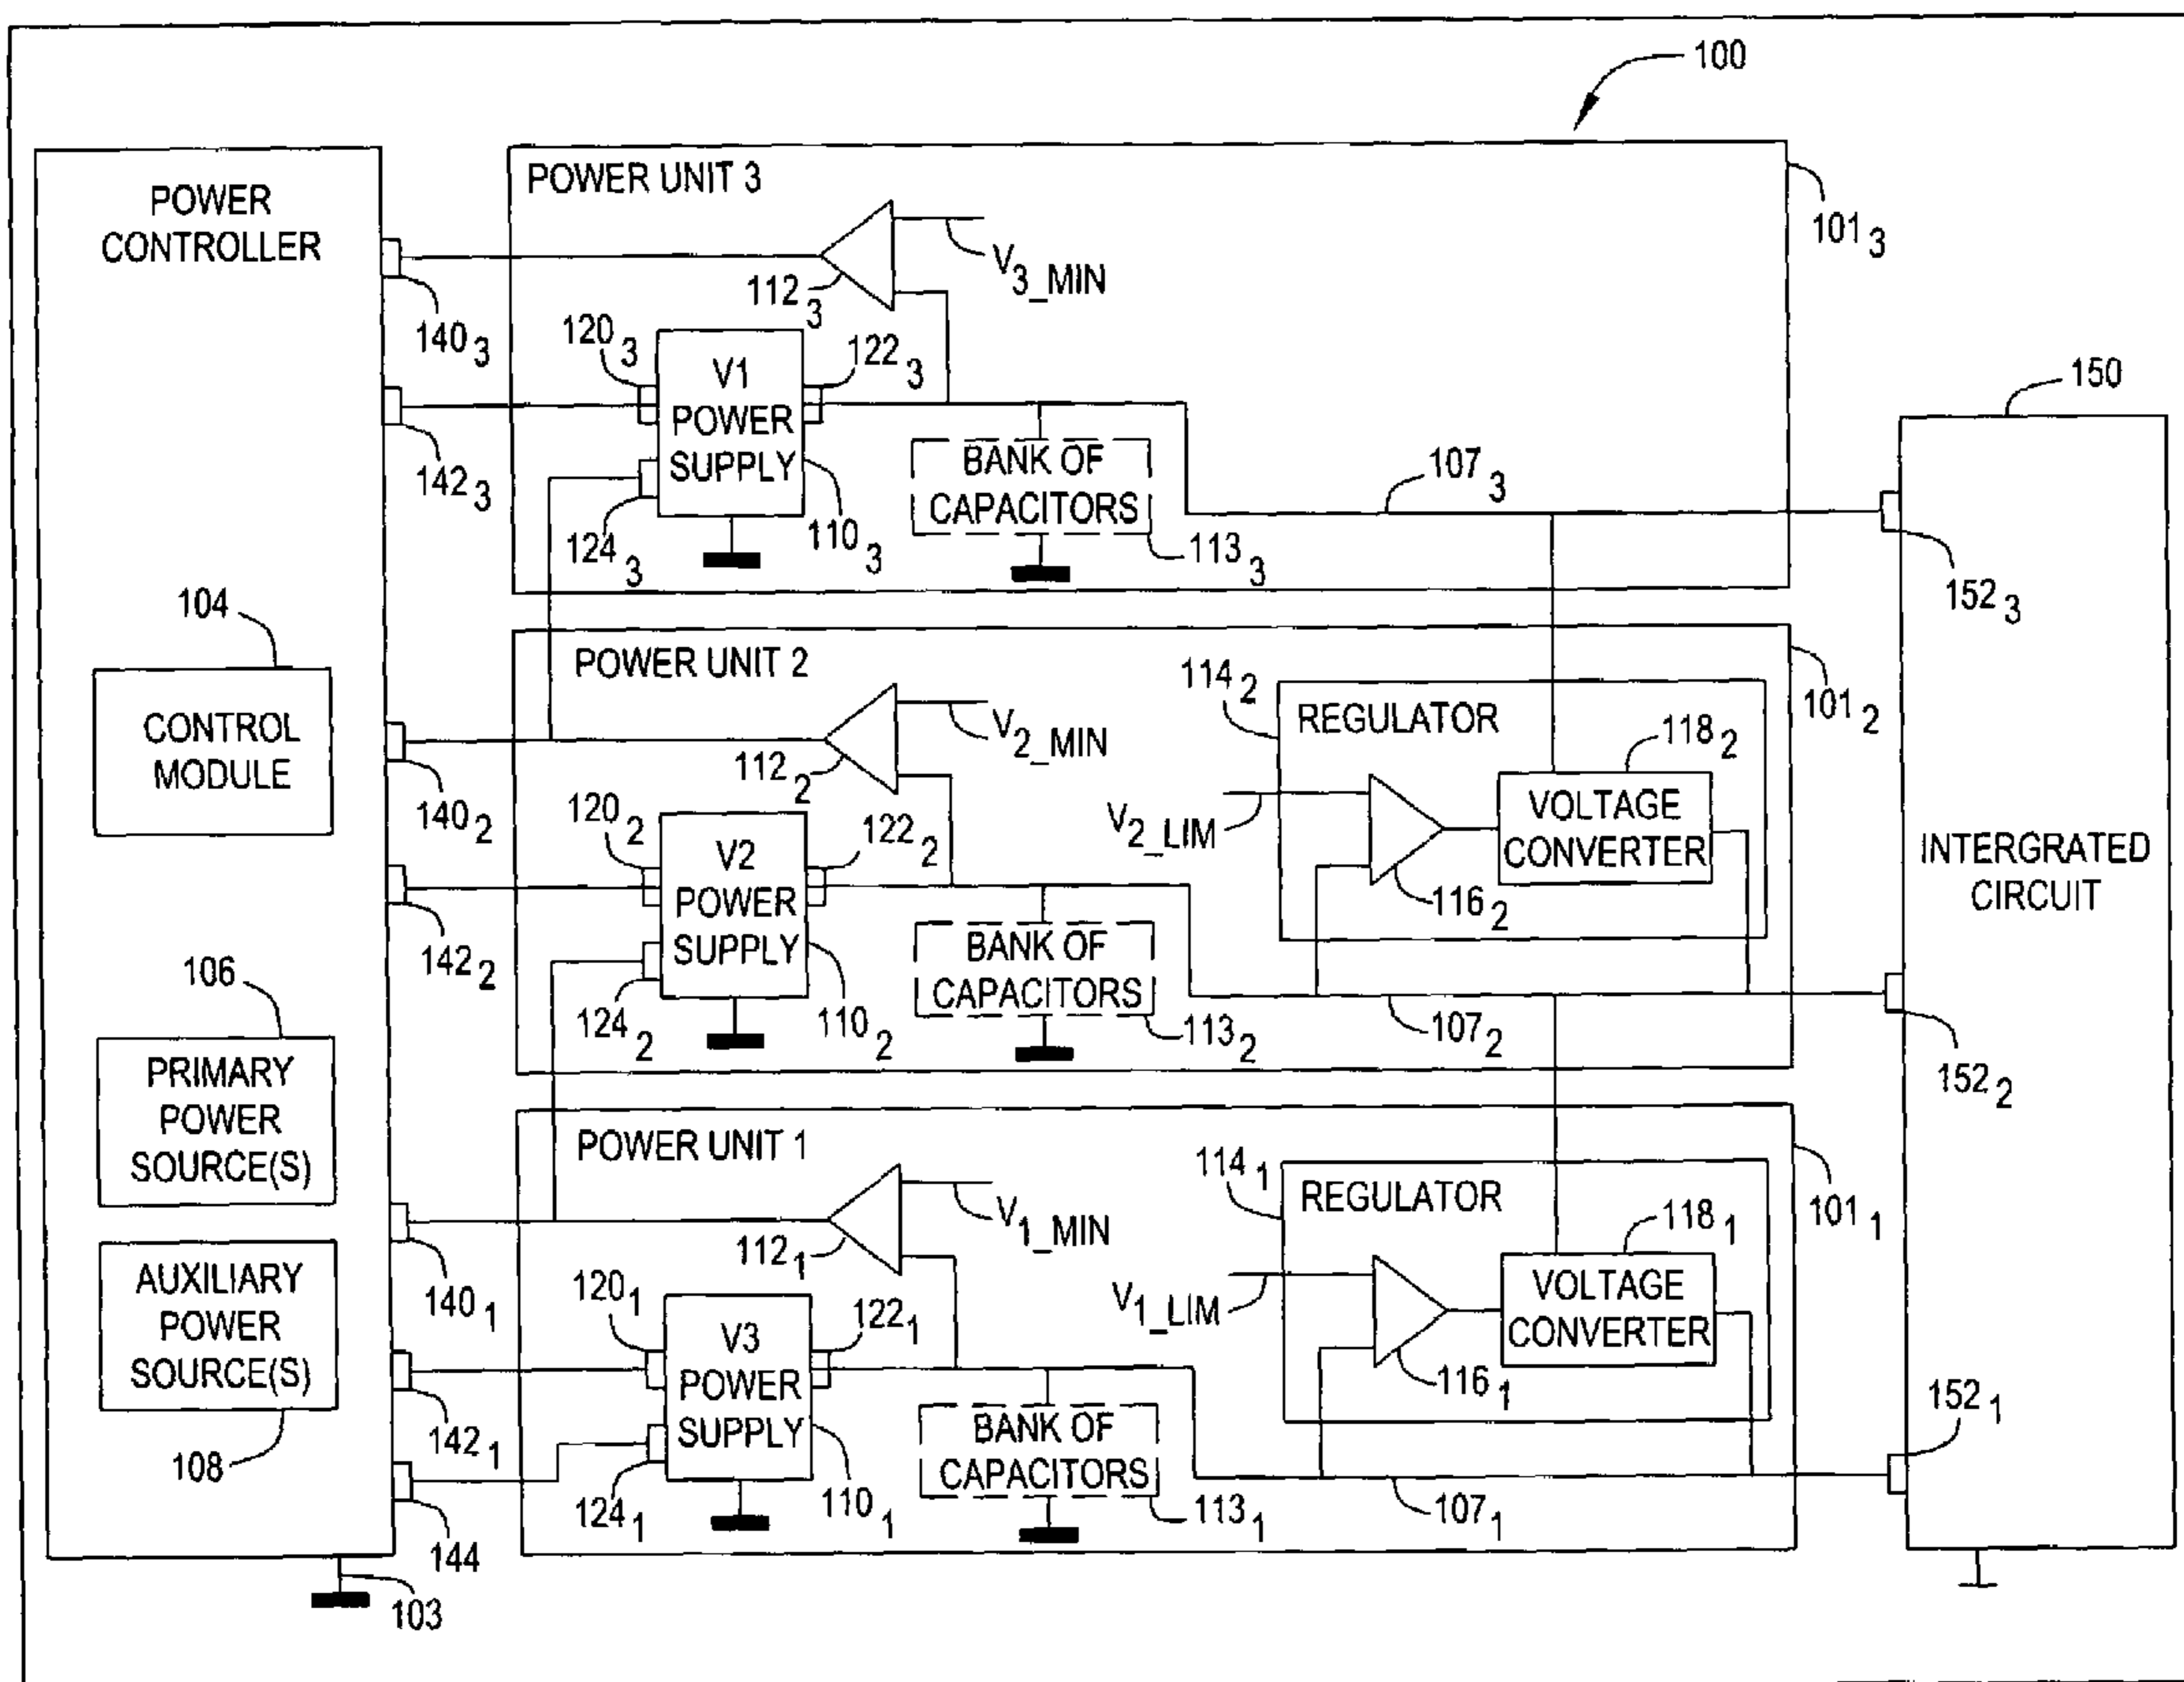 100
POWER
CONTROLLER
POWER UNIT 3
101 3
V3_MIN
112 3
140 3
120 3
122 3
V1
POWER
SUPPLY
142 3
124 3
110 3
BANK OF
CAPACITORS
113 3
107 3
150
152 3
104
CONTROL
MODULE
POWER UNIT 2
101 2
V2_MIN
112 2
140 2
114 2
REGULATOR
118 2
VOLTAGE
CONVERTER
V2_LIM
116 2
INTERGRATED
CIRCUIT
120 2
122 2
V2
POWER
SUPPLY
142 2
124 2
110 2
BANK OF
CAPACITORS
113 2
107 2
152 2
106
PRIMARY
POWER
SOURCE(S)
POWER UNIT 1
101 1
V1_MIN
112 1
140 1
114 1
REGULATOR
118 1
VOLTAGE
CONVERTER
V1_LIM
116 1
AUXILIARY
POWER
SOURCE(S)
108
120 1
122 1
V3
POWER
SUPPLY
142 1
124 1
110 1
BANK OF
CAPACITORS
113 1
107 1
152 1
144
103